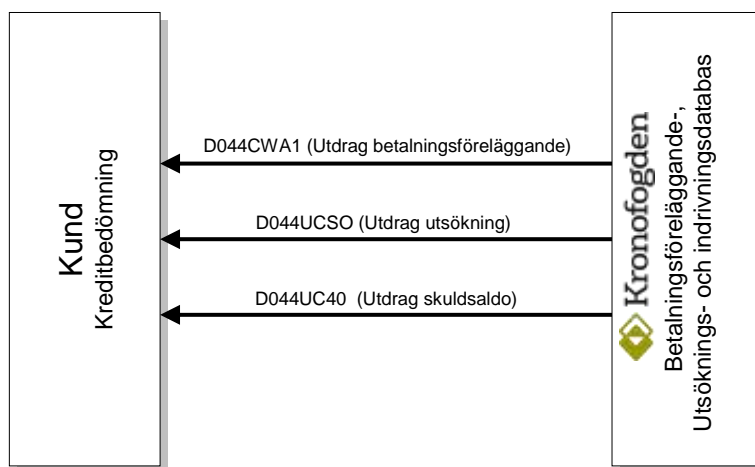 Kund
Kreditbedömning
D044CWA1 (Utdrag betalningsföreläggande)
D044UCSO (Utdrag utsökning)
D044UC40 (Utdrag skuldsaldo)
Kronofogden
Betalningsföreläggande-,
Utsöknings- och indrivningsdatabas